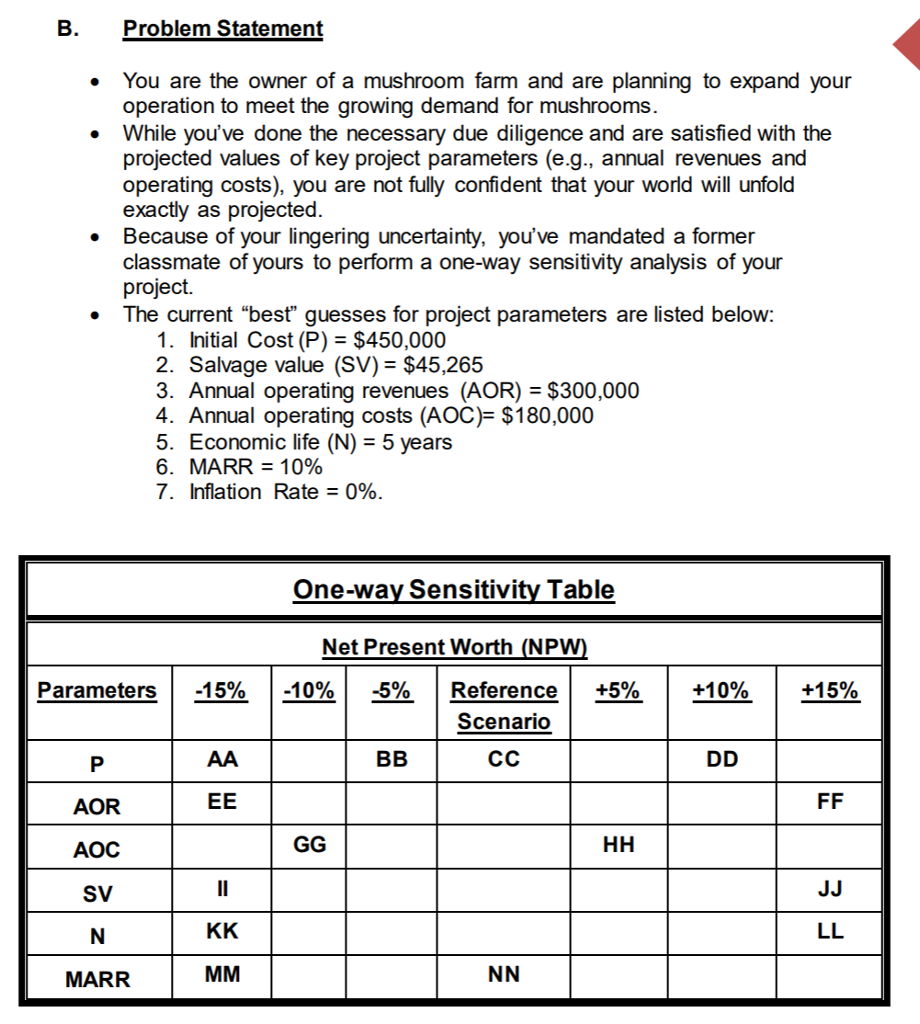 B. Problem Statement
• You are the owner of a mushroom farm and are planning to expand your
operation to meet the growing demand for mushrooms.
• While you've done the necessary due diligence and are satisfied with the
projected values of key project parameters (e.g., annual revenues and
operating costs), you are not fully confident that your world will unfold
exactly as projected.
• Because of your lingering uncertainty, you've mandated a former
classmate of yours to perform a one-way sensitivity analysis of your
project.
• The current “best” guesses for project parameters are listed below:
1. Initial Cost (P) = $450,000
2. Salvage value (SV) = $45,265
3. Annual operating revenues (AOR) = $300,000
4. Annual operating costs (AOC)= $180,000
5. Economic life (N) = 5 years
6. MARR = 10%
7. Inflation Rate = 0%.
One-way Sensitivity Table
Net Present Worth (NPW)
Parameters -15% -10% -5% Reference +5% +10% +15%
Scenario
P AA BB CC DD
AOR EE FF
AOC GG HH
SV II JJ
N KK LL
MARR MM NN